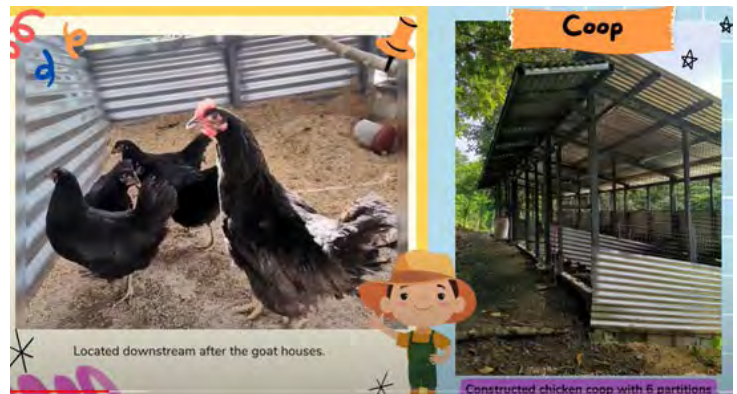 Coop
Located downstream after the goat houses.
Constructed chicken coop with 6 partitions